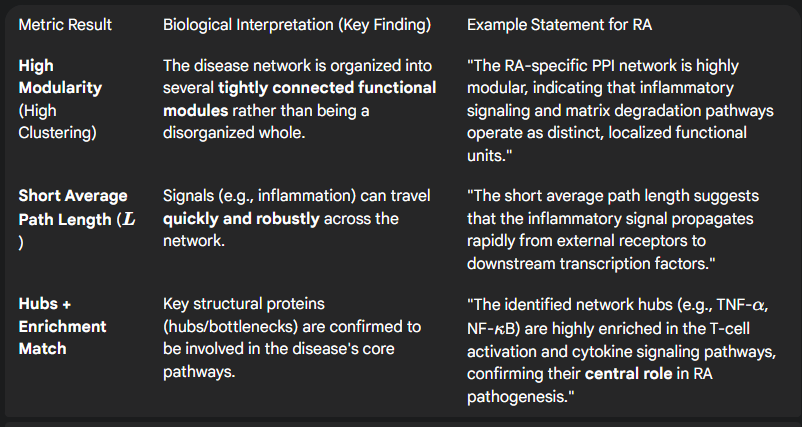 Metric Result Biological Interpretation (Key Finding) Example Statement for RA
High
Modularity
(High
Clustering)
The disease network is organized into
several tightly connected functional
modules rather than being a
disorganized whole.
"The RA-specific PPI network is highly
modular, indicating that inflammatory
signaling and matrix degradation pathways
operate as distinct, localized functional
units."
Short Average
Path Length (L
)
Signals (e.g., inflammation) can travel
quickly and robustly across the
network.
"The short average path length suggests
that the inflammatory signal propagates
rapidly from external receptors to
downstream transcription factors."
Hubs +
Enrichment
Match
Key structural proteins
(hubs/bottlenecks) are confirmed to
be involved in the disease's core
pathways.
"The identified network hubs (e.g., TNF-α,
NF-κB) are highly enriched in the T-cell
activation and cytokine signaling pathways,
confirming their central role in RA
pathogenesis."